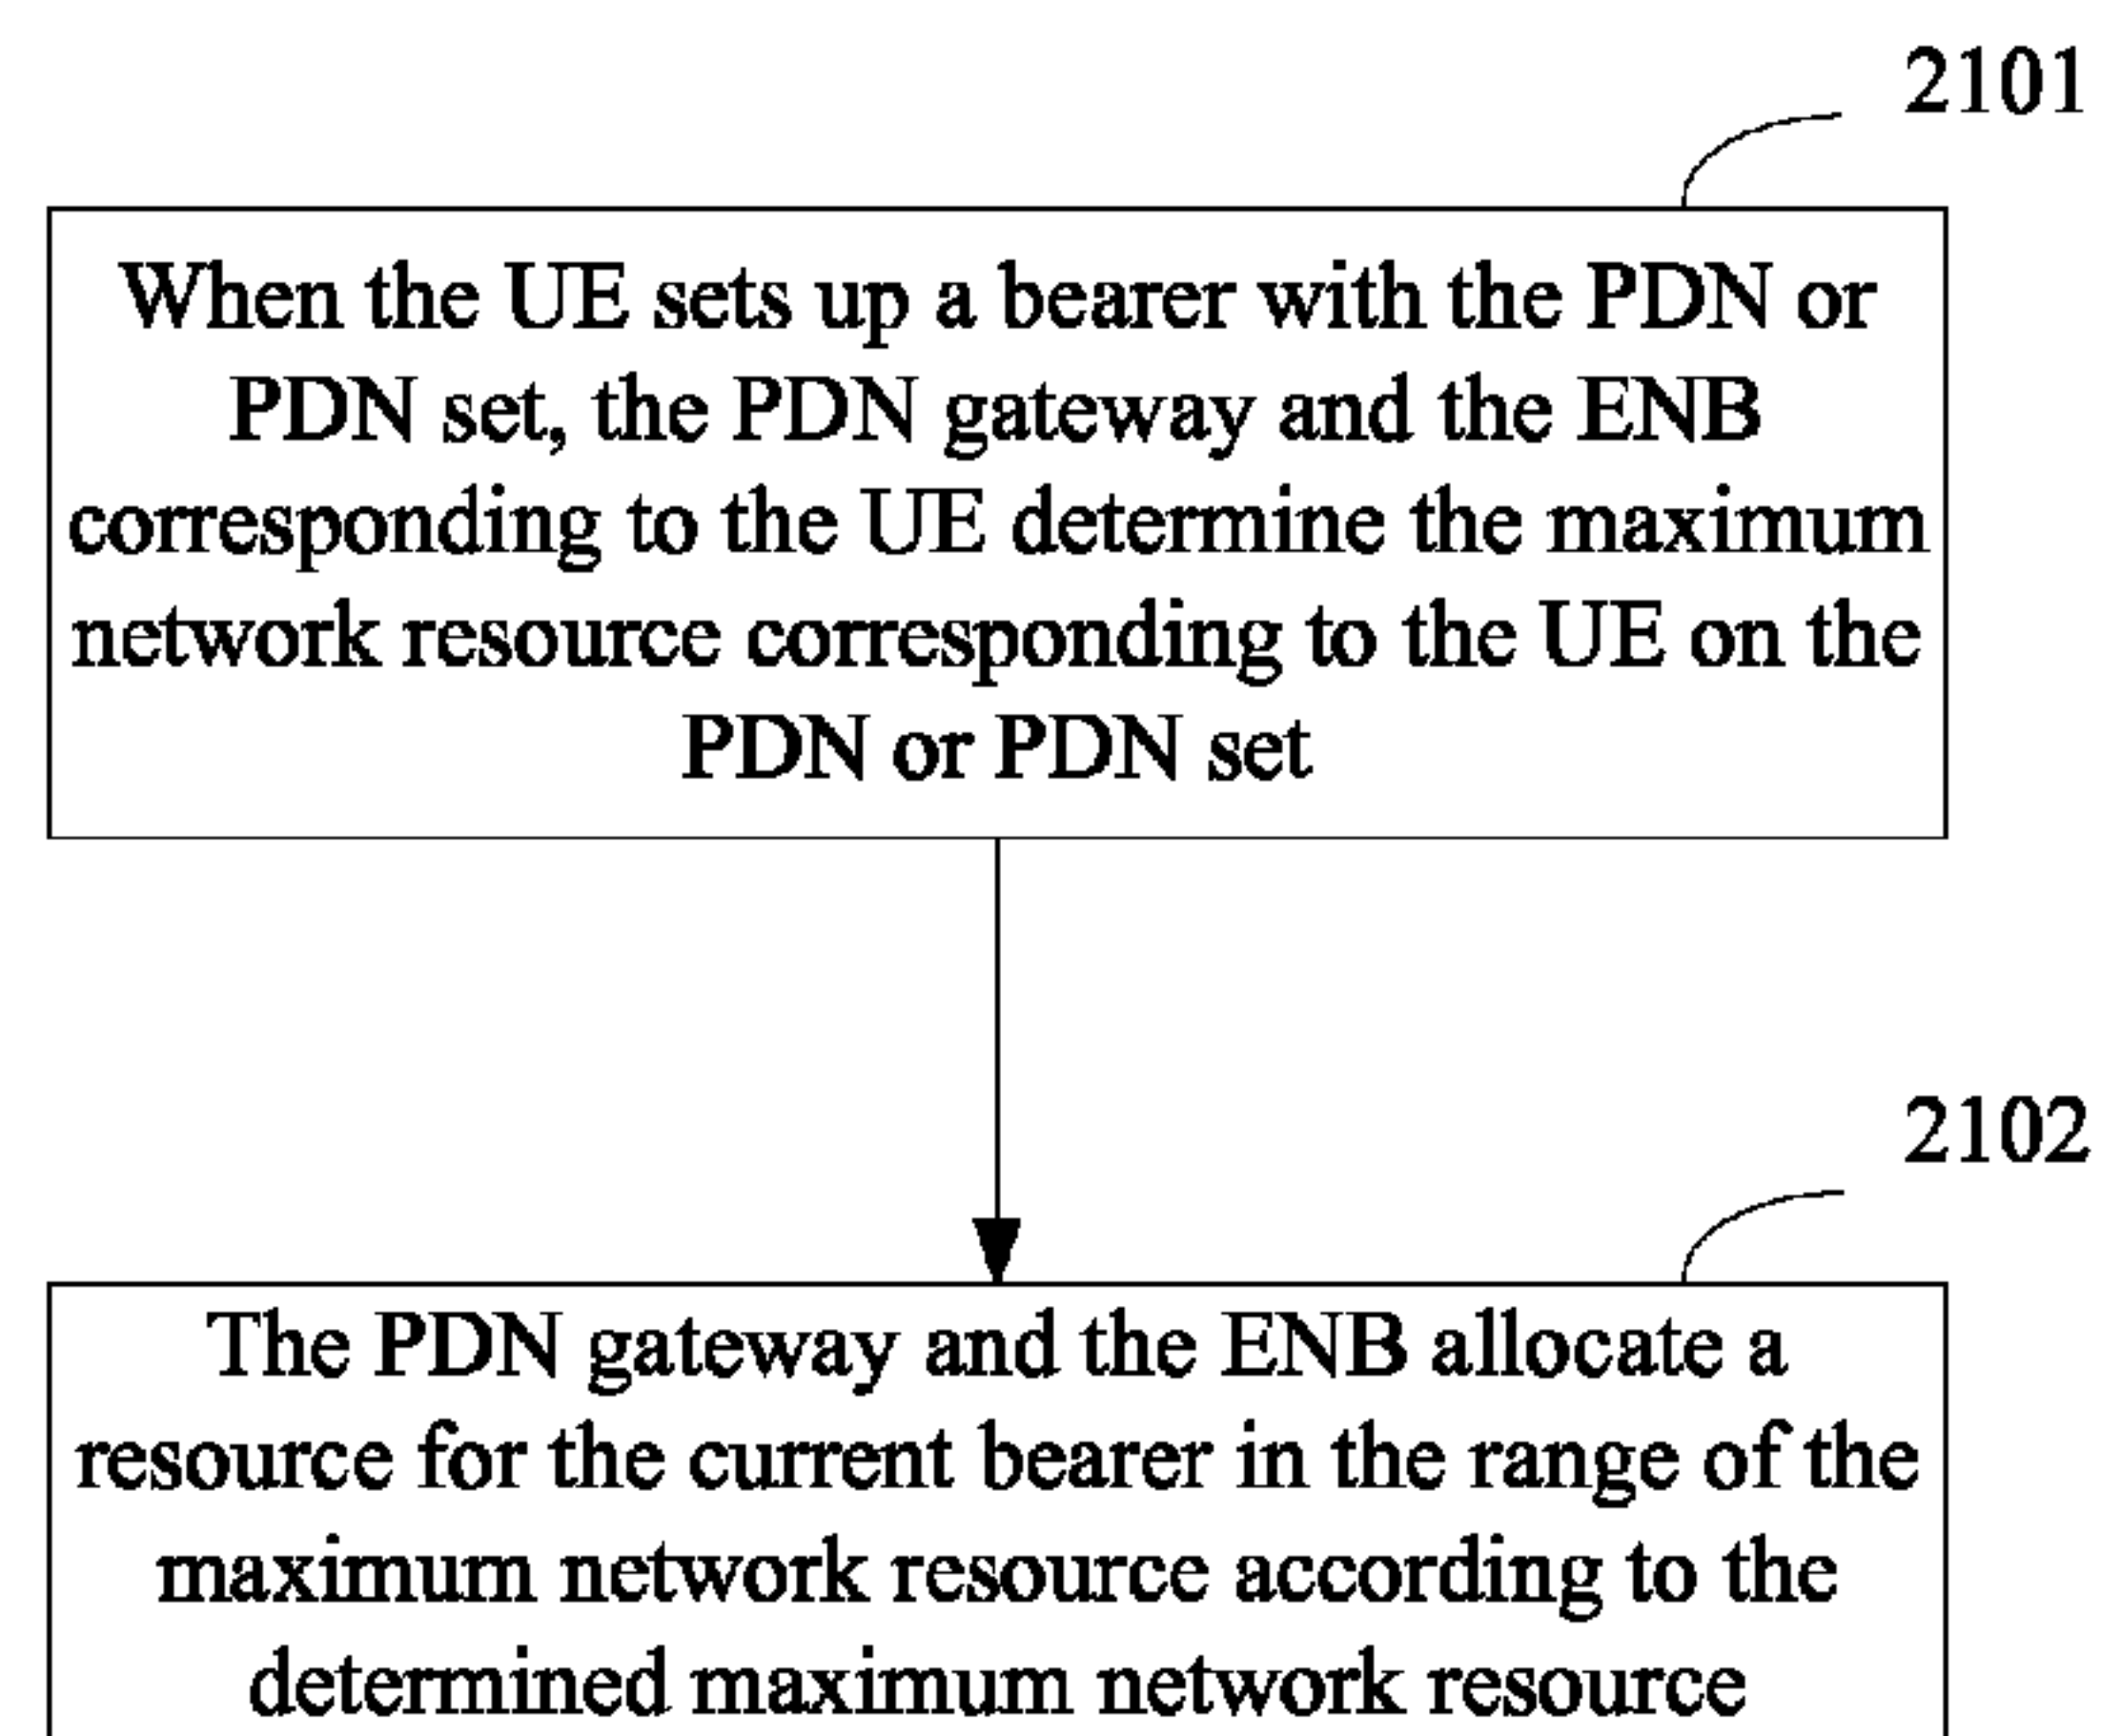 2101
When the UE sets up a bearer with the PDN or
PDN set, the PDN gateway and the ENB
corresponding to the UE determine the maximum
network resource corresponding to the UE on the
PDN or PDN set
2102
The PDN gateway and the ENB allocate a
resource for the current bearer in the range of the
maximum network resource according to the
determined maximum network resource